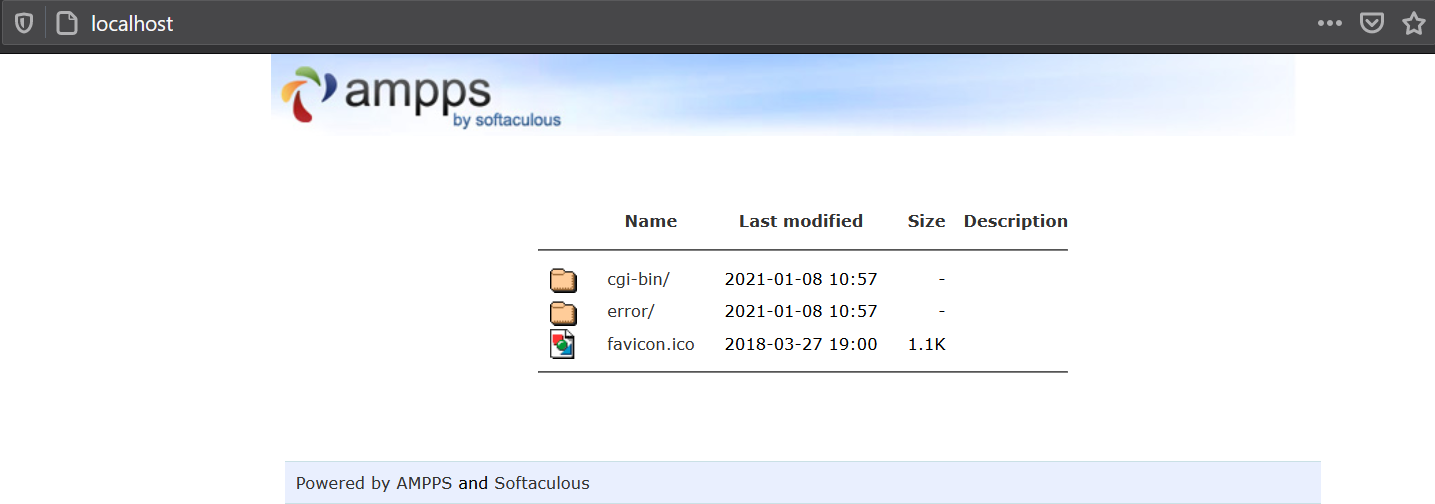 localhost
ampps
by softaculous
Name Last modified Size Description
cgi-bin/ 2021-01-08 10:57 -
error/ 2021-01-08 10:57 -
favicon.ico 2018-03-27 19:00 1.1K
Powered by AMPPS and Softaculous